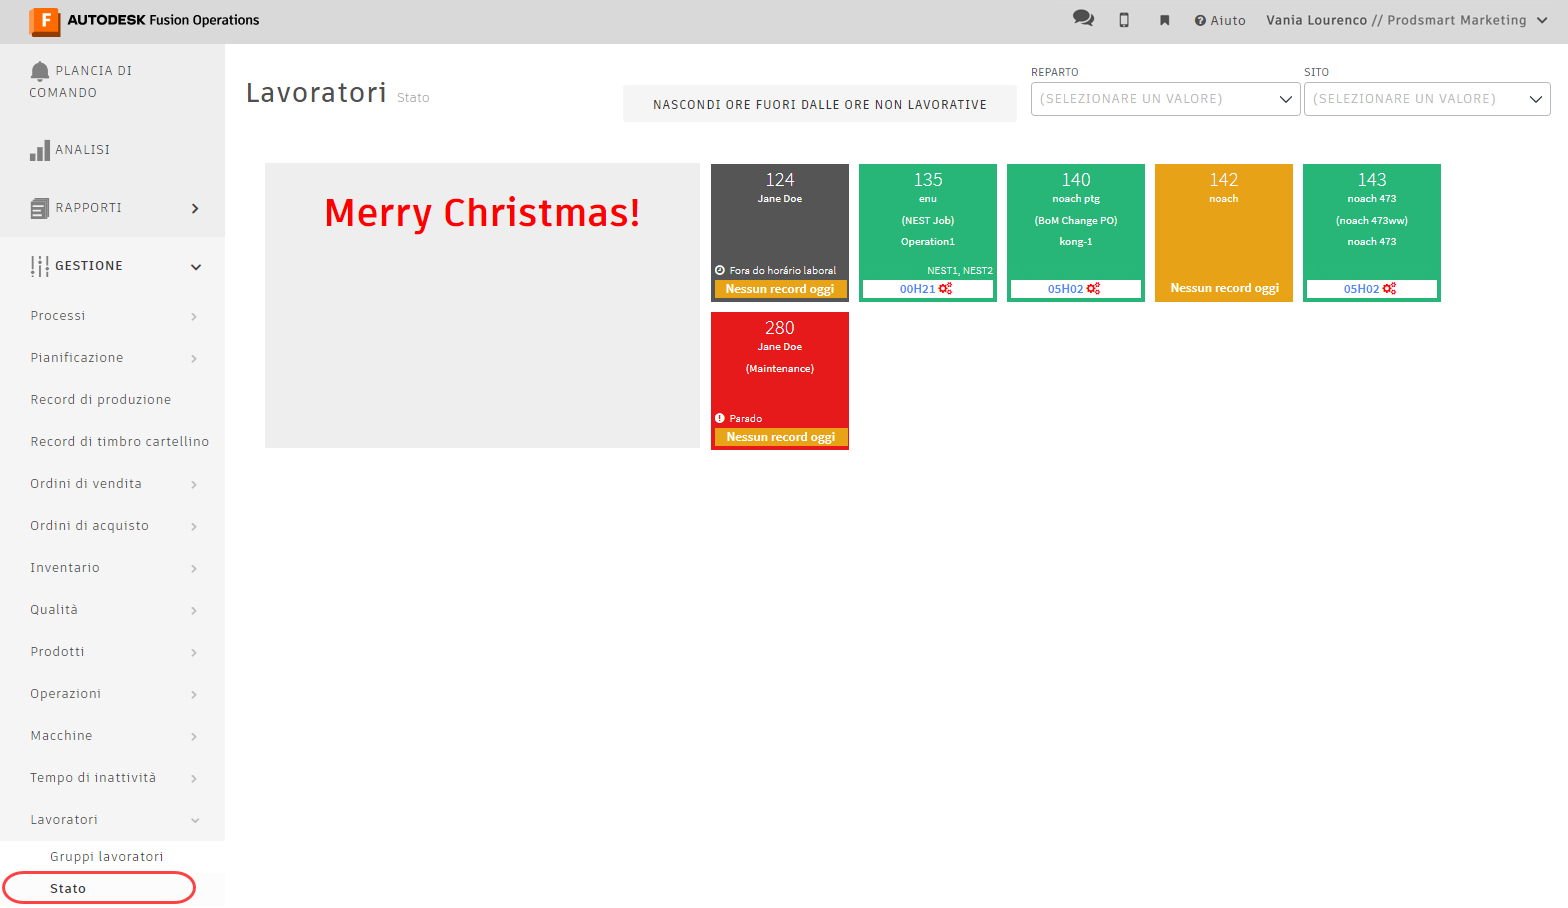 AUTODESK Fusion Operations
Aiuto
Vania Lourenco // Prodsmart Marketing
PLANCIA DI
COMANDO
ANALISI
RAPPORTI
GESTIONE
Processi
Pianificazione
Record di produzione
Record di timbro cartellino
Ordini di vendita
Ordini di acquisto
Inventario
Qualità
Prodotti
Operazioni
Macchine
Tempo di inattività
Lavoratori
Gruppi lavoratori
Stato
Lavoratori Stato
NASCONDI ORE FUORI DALLE ORE NON LAVORATIVE
REPARTO
(SELEZIONARE UN VALORE)
SITO
(SELEZIONARE UN VALORE)
Merry Christmas!
124
Jane Doe
Fora do horário laboral
Nessun record oggi
135
enu
(NEST Job)
Operation1
NEST1, NEST2
00H21
140
noach ptg
(BoM Change PO)
kong-1
05H02
142
noach
Nessun record oggi
143
noach 473
(noach 473ww)
noach 473
05H02
280
Jane Doe
(Maintenance)
Parado
Nessun record oggi